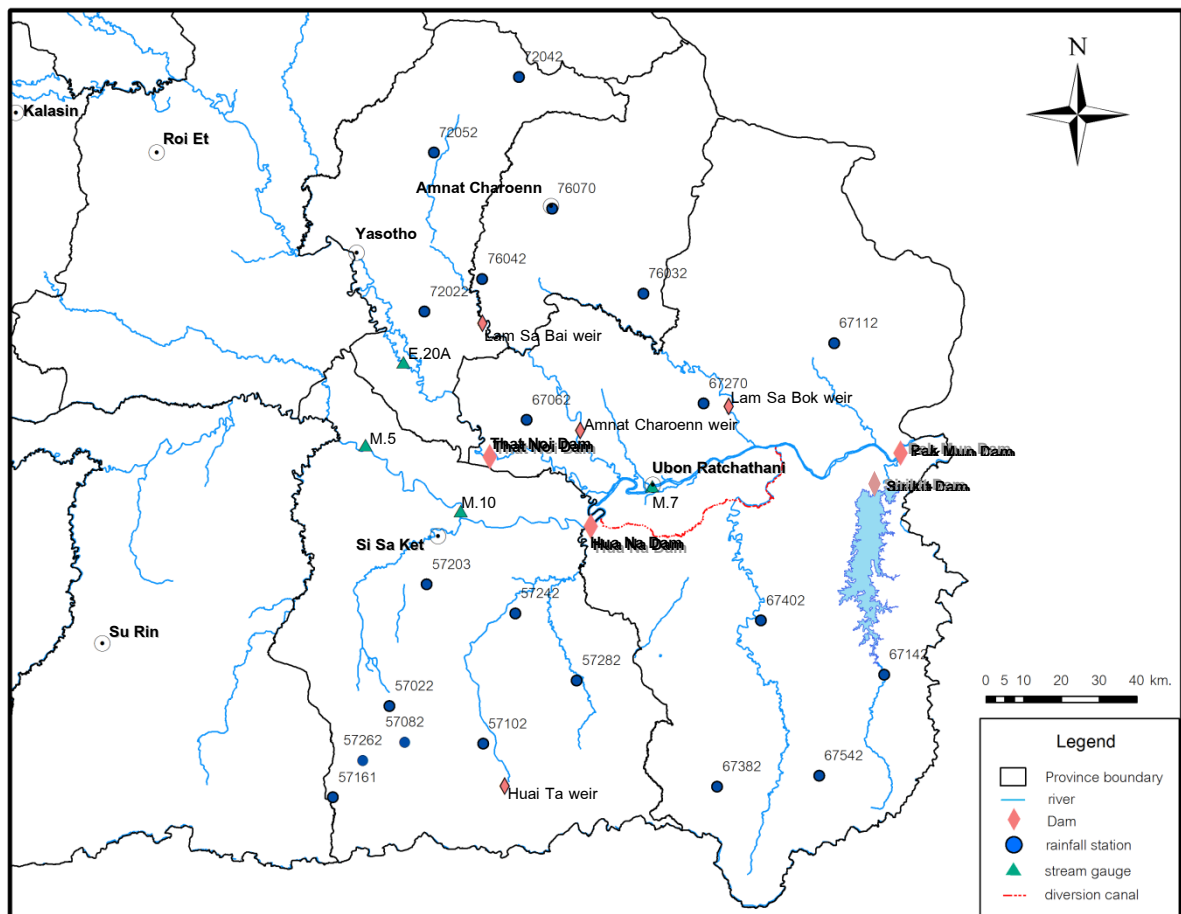 N
72042
Kalasin
Roi Et
72052
Amnat Charoenn
76070
Yasotho
76042
76032
72022
Lam Sa Bai weir
67112
E.20A
67270
Lam Sa Bok weir
67062
Amnat Charoenn weir
M.5
That Noi Dam
Pak Mun Dam
Ubon Ratchathani
Sirikit Dam
M.10
M.7
Si Sa Ket
Hua Na Dam
57203
57242
67402
Su Rin
57282
67142
0 5 10 20 30 40 km.
57022
57082
57102
57262
57161
67382
67542
Huai Ta weir
Legend
Province boundary
river
Dam
rainfall station
stream gauge
diversion canal